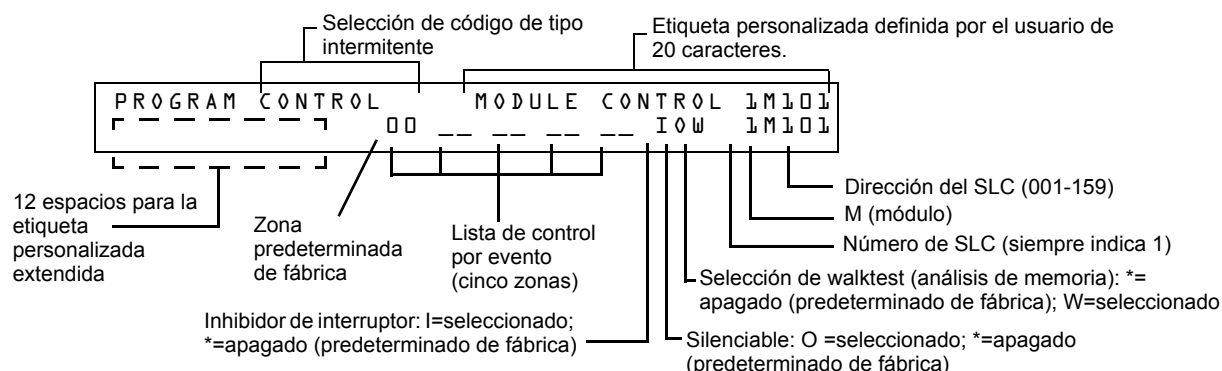 Selección de código de tipo
intermitente
Etiqueta personalizada definida por el usuario de
20 caracteres.
PROGRAM CONTROL MODULE CONTROL 1M101
00 __ __ __ __ IOW 1M101
12 espacios para la
etiqueta
personalizada
extendida
Zona
predeterminada
de fábrica
Lista de control
por evento
(cinco zonas)
Dirección del SLC (001-159)
M (módulo)
Número de SLC (siempre indica 1)
Selección de walktest (análisis de memoria): *=
apagado (predeterminado de fábrica); W=seleccionado
Inhibidor de interruptor: I=seleccionado;
*=apagado (predeterminado de fábrica)
Silenciable: O =seleccionado; *=apagado
(predeterminado de fábrica)